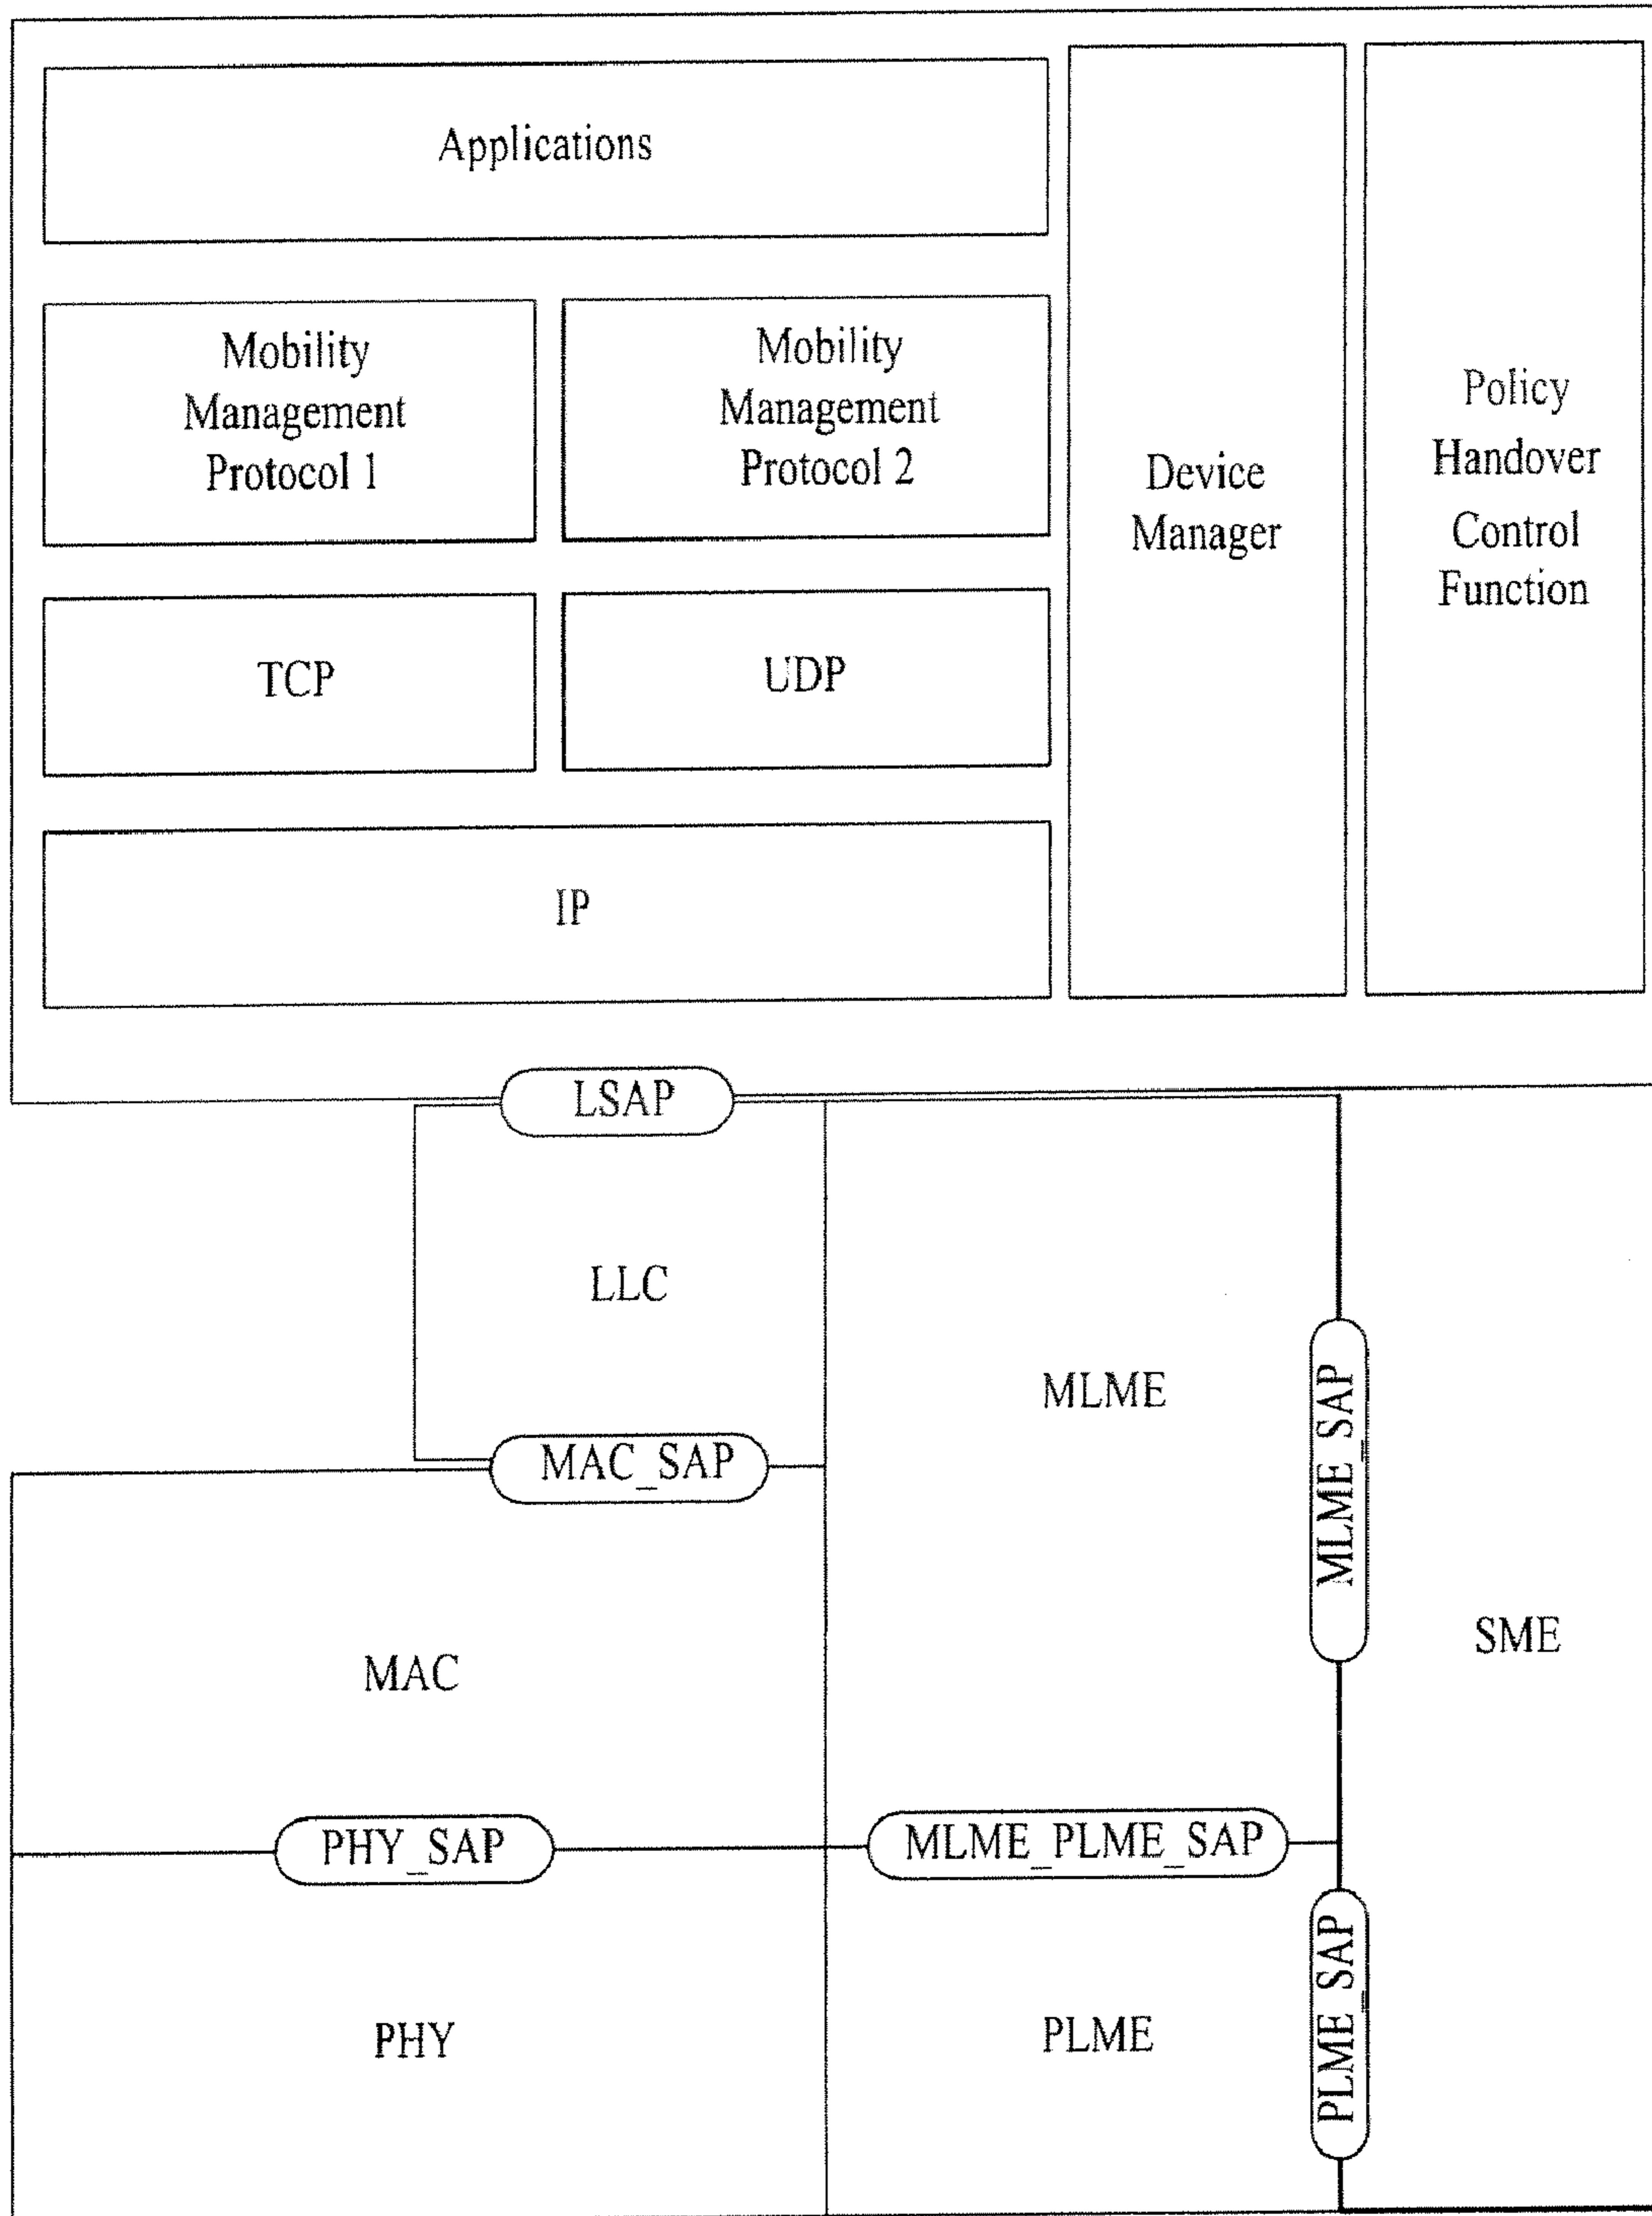 Applications
Mobility
Management
Protocol 1
Mobility
Management
Protocol 2
Device
Manager
Policy
Handover
Control
Function
TCP
UDP
IP
LSAP
LLC
MLME
MLME_SAP
MAC_SAP
SME
MAC
PHY_SAP
MLME_PLME_SAP
PHY
PLME
PLME_SAP